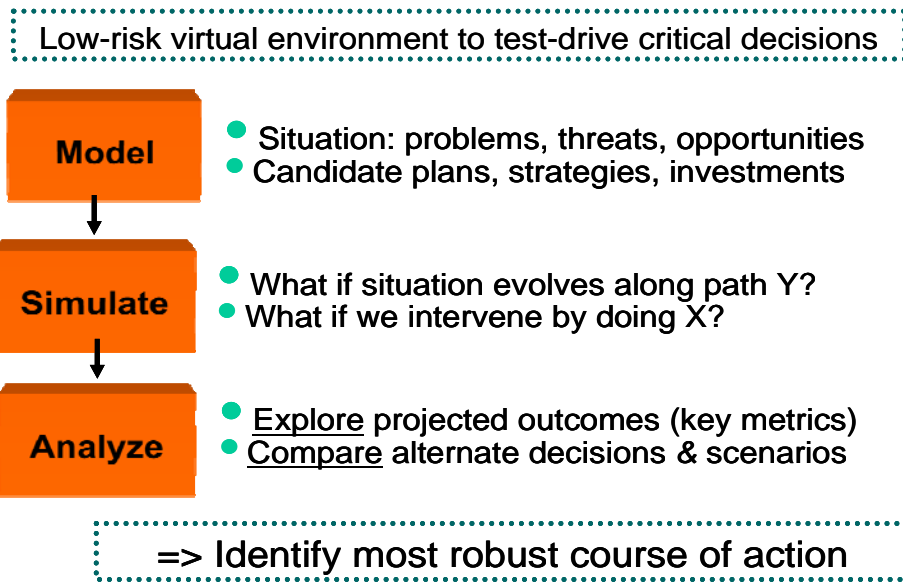 Low-risk virtual environment to test-drive critical decisions
Model
Situation: problems, threats, opportunities
Candidate plans, strategies, investments
Simulate
What if situation evolves along path Y?
What if we intervene by doing X?
Analyze
Explore projected outcomes (key metrics)
Compare alternate decisions & scenarios
=> Identify most robust course of action